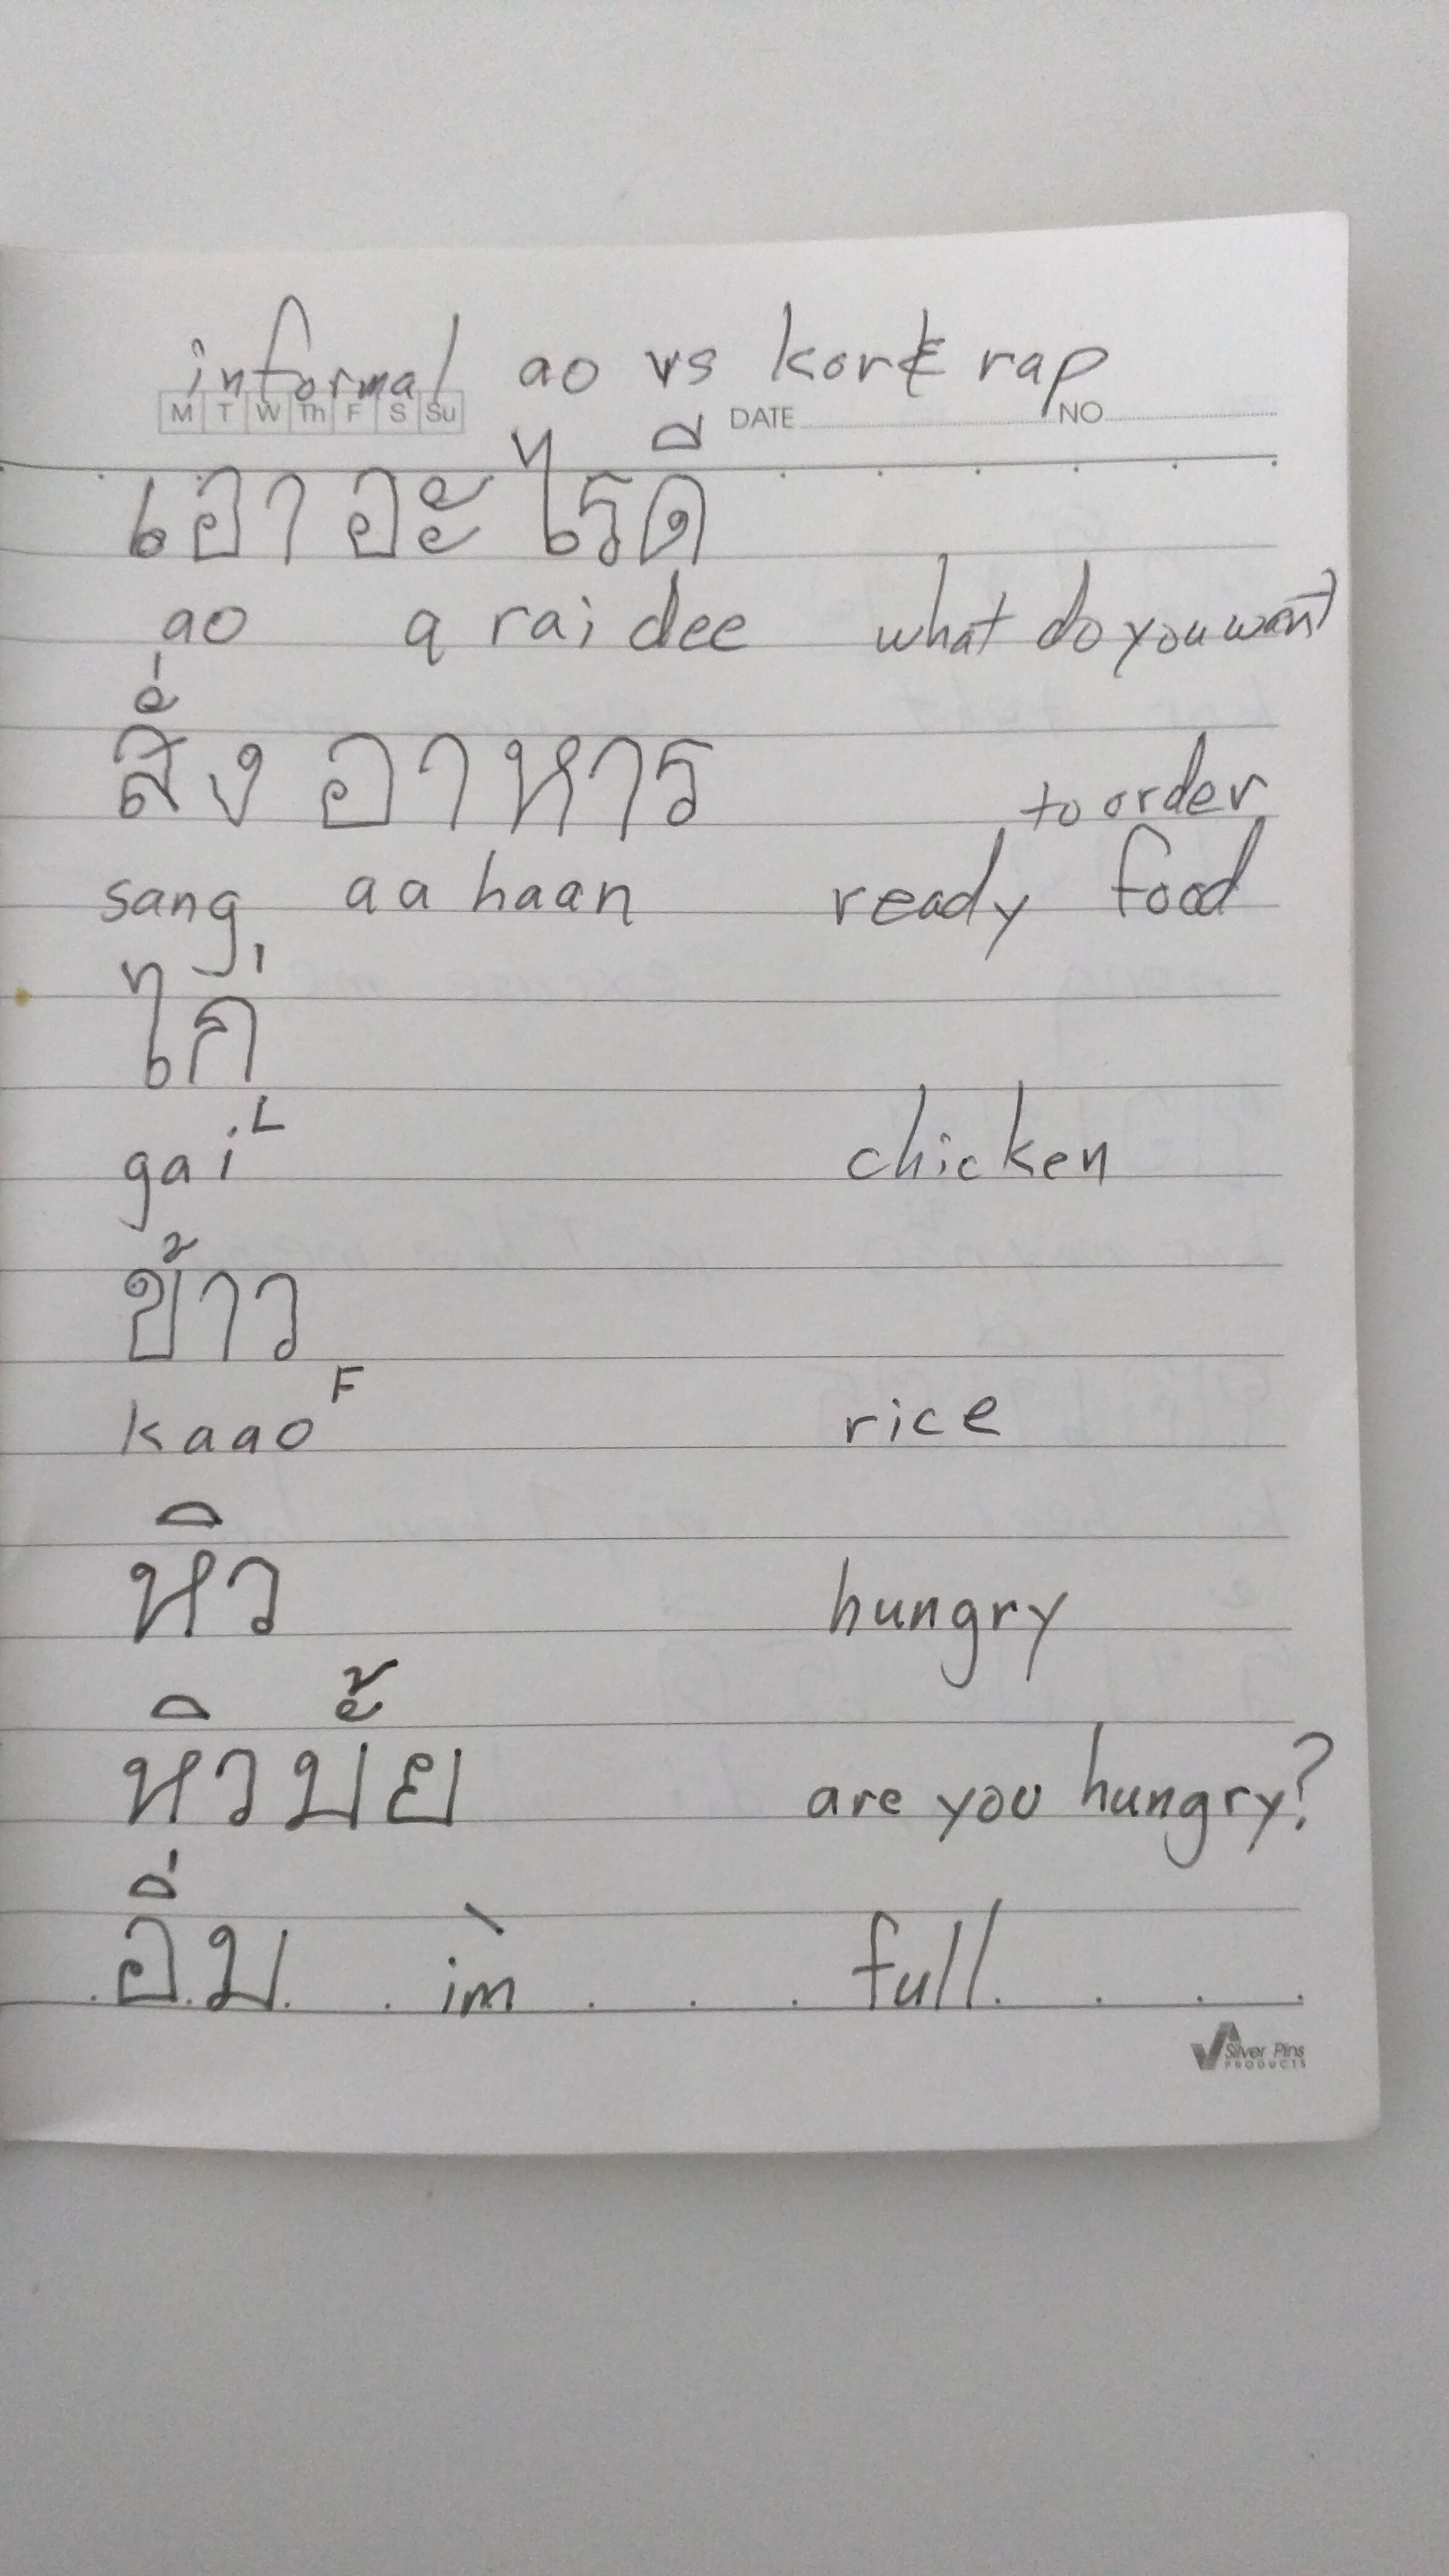 informal ao vs kor & rap
M T W Th F S Su DATE NO
เอา อะไรดี
ao a rai dee what do you want
สั่ง อาหาร to order
sang aa haan ready food
ไก่
gai L chicken
ข้าว
kaao F rice
หิว hungry
หิวบ้ย are you hungry?
อิ่ม im̀ full
Silver Pins
PRODUCTS